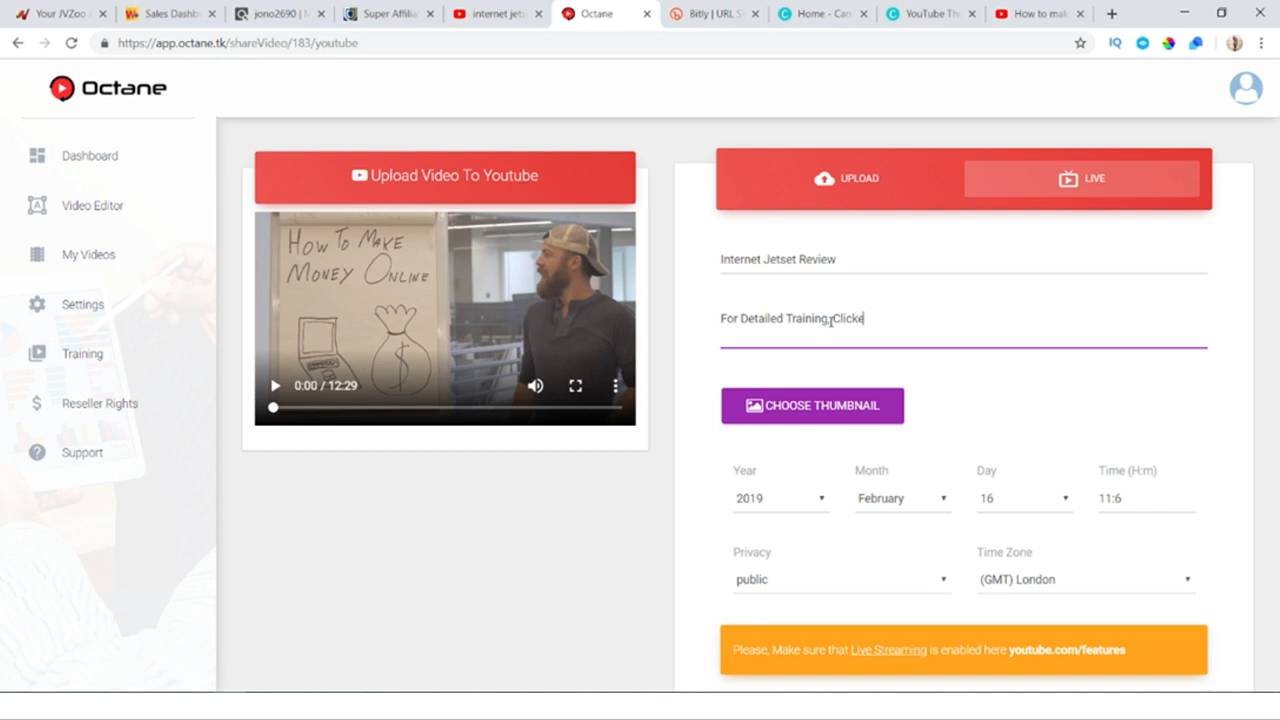 Your JVZoo
Sales Dashb
jono2690 |
Super Affilia
internet jets
Octane
Bitly | URL S
Home - Can
YouTube Th
How to mak
https://app.octane.tk/shareVideo/183/youtube
IQ
Octane
Dashboard
Video Editor
My Videos
Settings
Training
Reseller Rights
Support
Upload Video To Youtube
HOW TO MAKE
MONEY ONLINE
$
0:00 / 12:29
UPLOAD
LIVE
Internet Jetset Review
For Detailed Training, Clicke
CHOOSE THUMBNAIL
Year
Month
Day
Time (H:m)
2019
February
16
11:6
Privacy
Time Zone
public
(GMT) London
Please, Make sure that Live Streaming is enabled here youtube.com/features